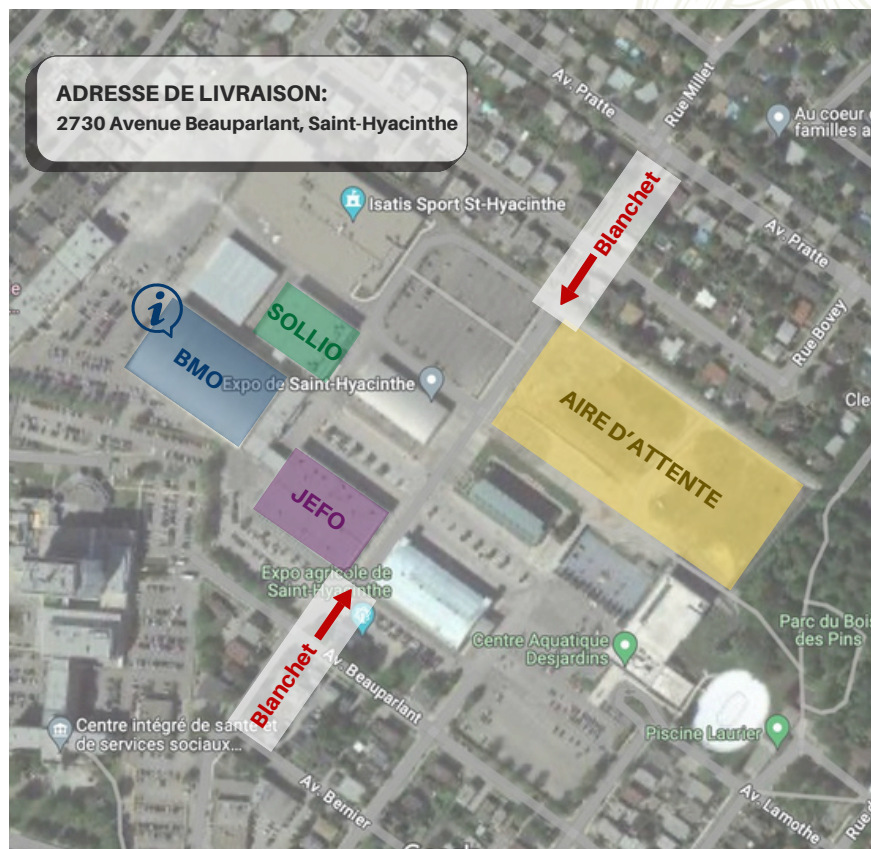 ADRESSE DE LIVRAISON:
2730 Avenue Beauparlant, Saint-Hyacinthe
Av. Pratte
Rue Millet
Au coeur
familles a
Isatis Sport St-Hyacinthe
Blanchet
Av. Pratte
Rue Bovey
i
SOLLIO
BMO
Expo de Saint-Hyacinthe
AIRE D'ATTENTE
Cle
JEFO
Expo agricole de
Saint-Hyacinthe
Blanchet
Av. Beauparlant
Centre Aquatique
Desjardins
Parc du Bois
des Pins
Centre intégré de santé et
de services sociaux...
Piscine Laurier
Av. Bernier
Av. Lamothe
Rue d